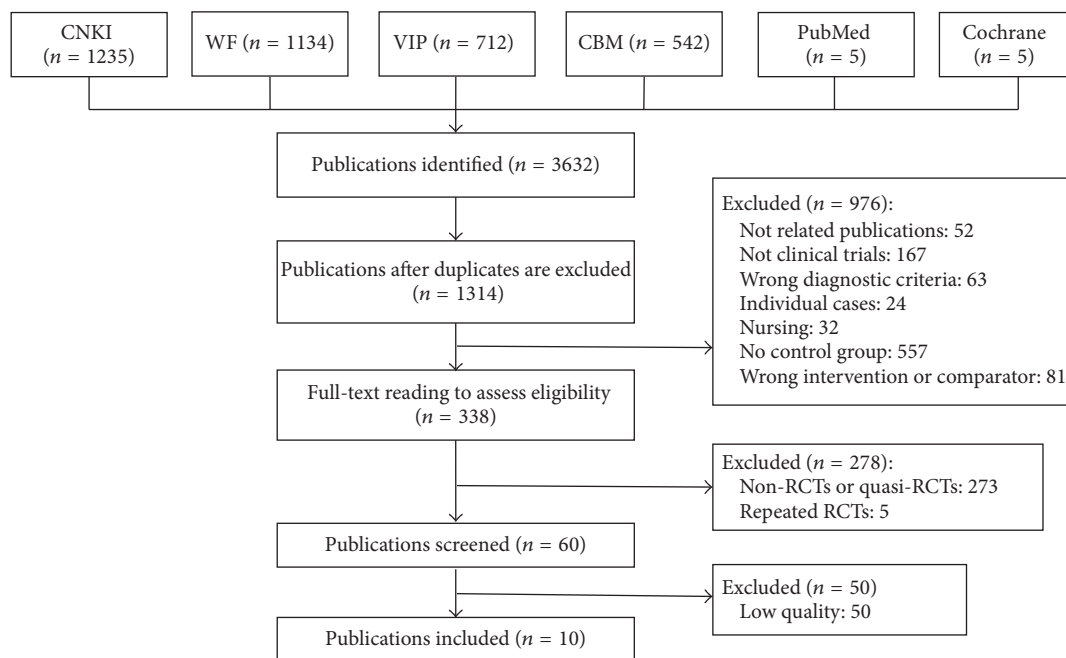 CNKI
(n = 1235)
WF (n = 1134)
VIP (n = 712)
CBM (n = 542)
PubMed
(n = 5)
Cochrane
(n = 5)
Publications identified (n = 3632)
Publications after duplicates are excluded
(n = 1314)
Excluded (n = 976):
Not related publications: 52
Not clinical trials: 167
Wrong diagnostic criteria: 63
Individual cases: 24
Nursing: 32
No control group: 557
Wrong intervention or comparator: 81
Full-text reading to assess eligibility
(n = 338)
Excluded (n = 278):
Non-RCTs or quasi-RCTs: 273
Repeated RCTs: 5
Publications screened (n = 60)
Excluded (n = 50)
Low quality: 50
Publications included (n = 10)